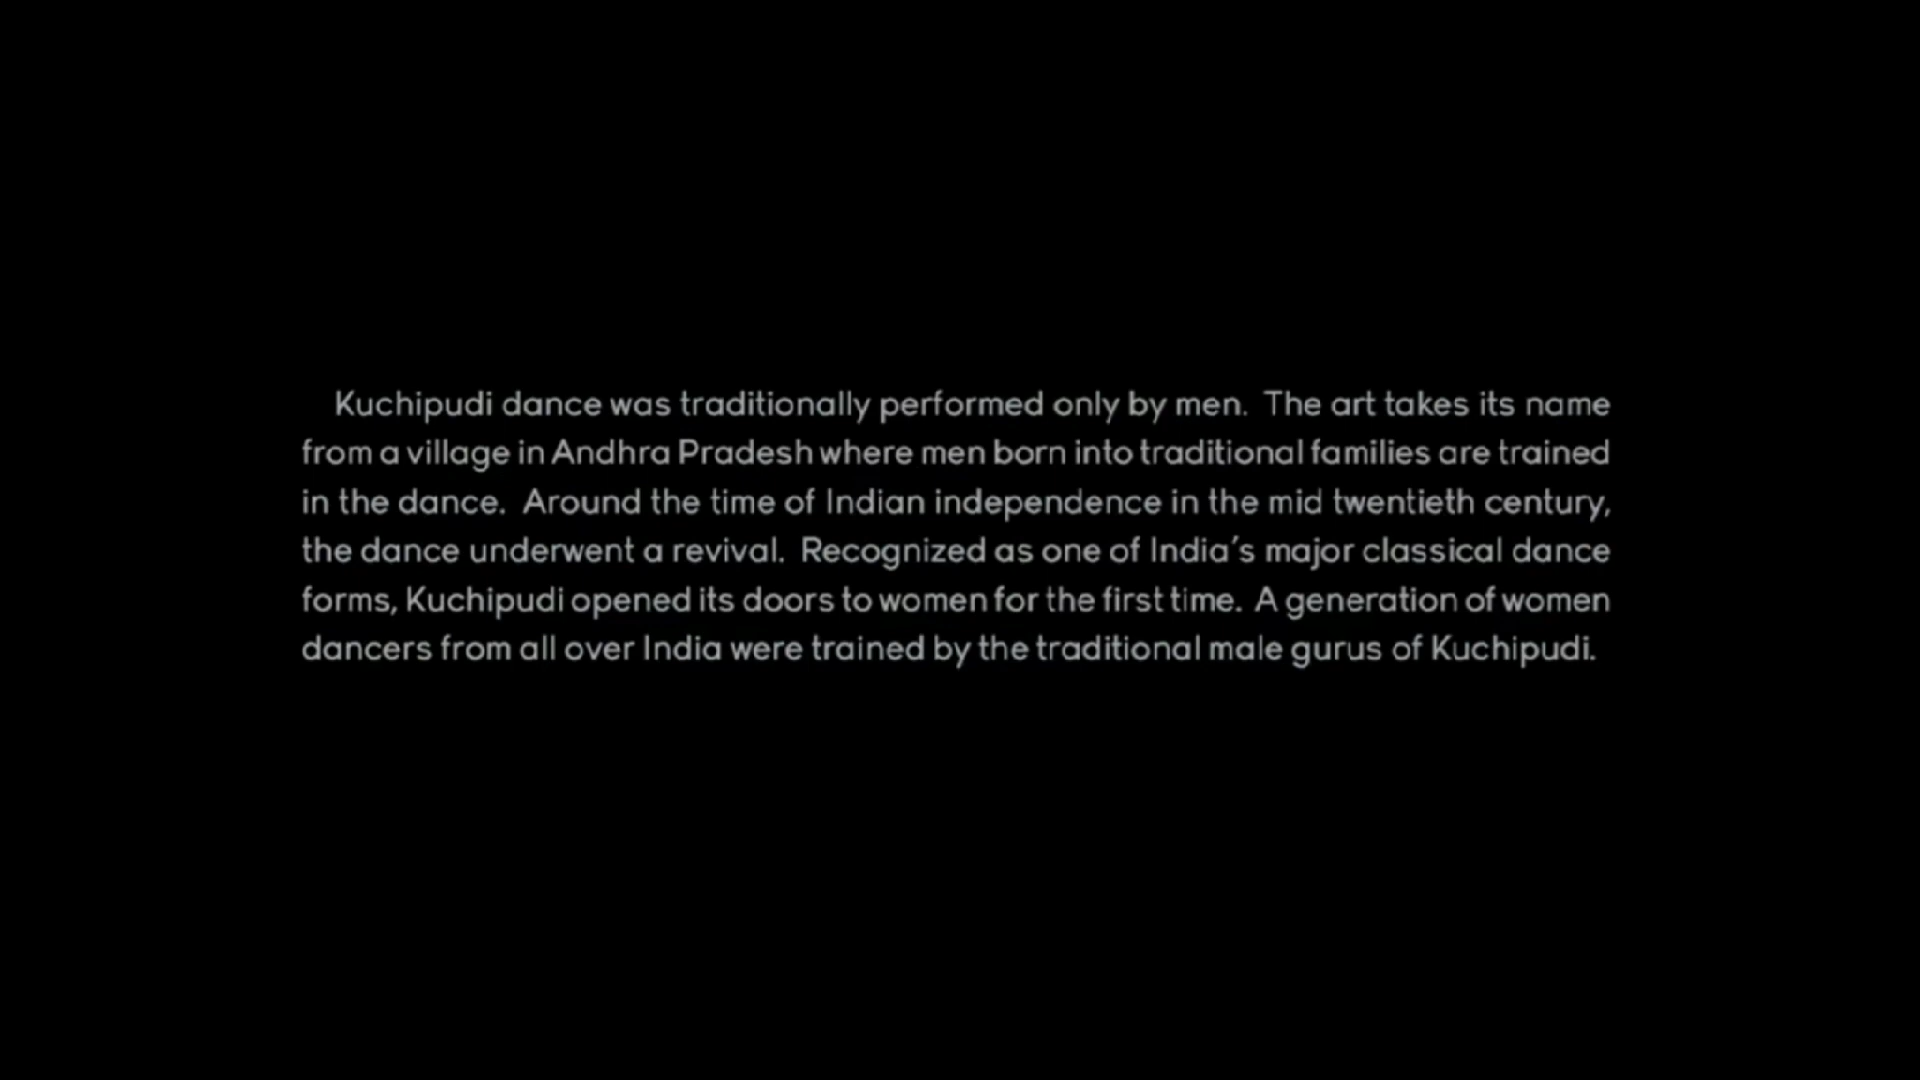 Kuchipudi dance was traditionally performed only by men. The art takes its name
from a village in Andhra Pradesh where men born into traditional families are trained
in the dance. Around the time of Indian independence in the mid twentieth century,
the dance underwent a revival. Recognized as one of India's major classical dance
forms, Kuchipudi opened its doors to women for the first time. A generation of women
dancers from all over India were trained by the traditional male gurus of Kuchipudi.